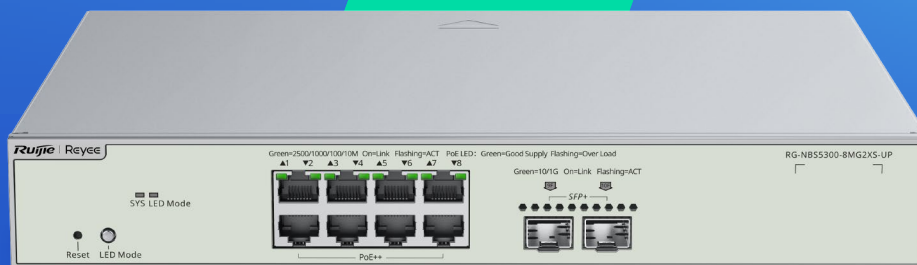 Ruijie | Reyee
Green=2500/1000/100/10M On=Link Flashing=ACT PoE LED: Green=Good Supply Flashing=Over Load
▲1 ▼2 ▲3 ▼4 ▲5 ▼6 ▲7 ▼8
RG-NBS5300-8MG2XS-UP
Green=10/1G On=Link Flashing=ACT
SFP+
SYS LED Mode
Reset LED Mode
PoE++